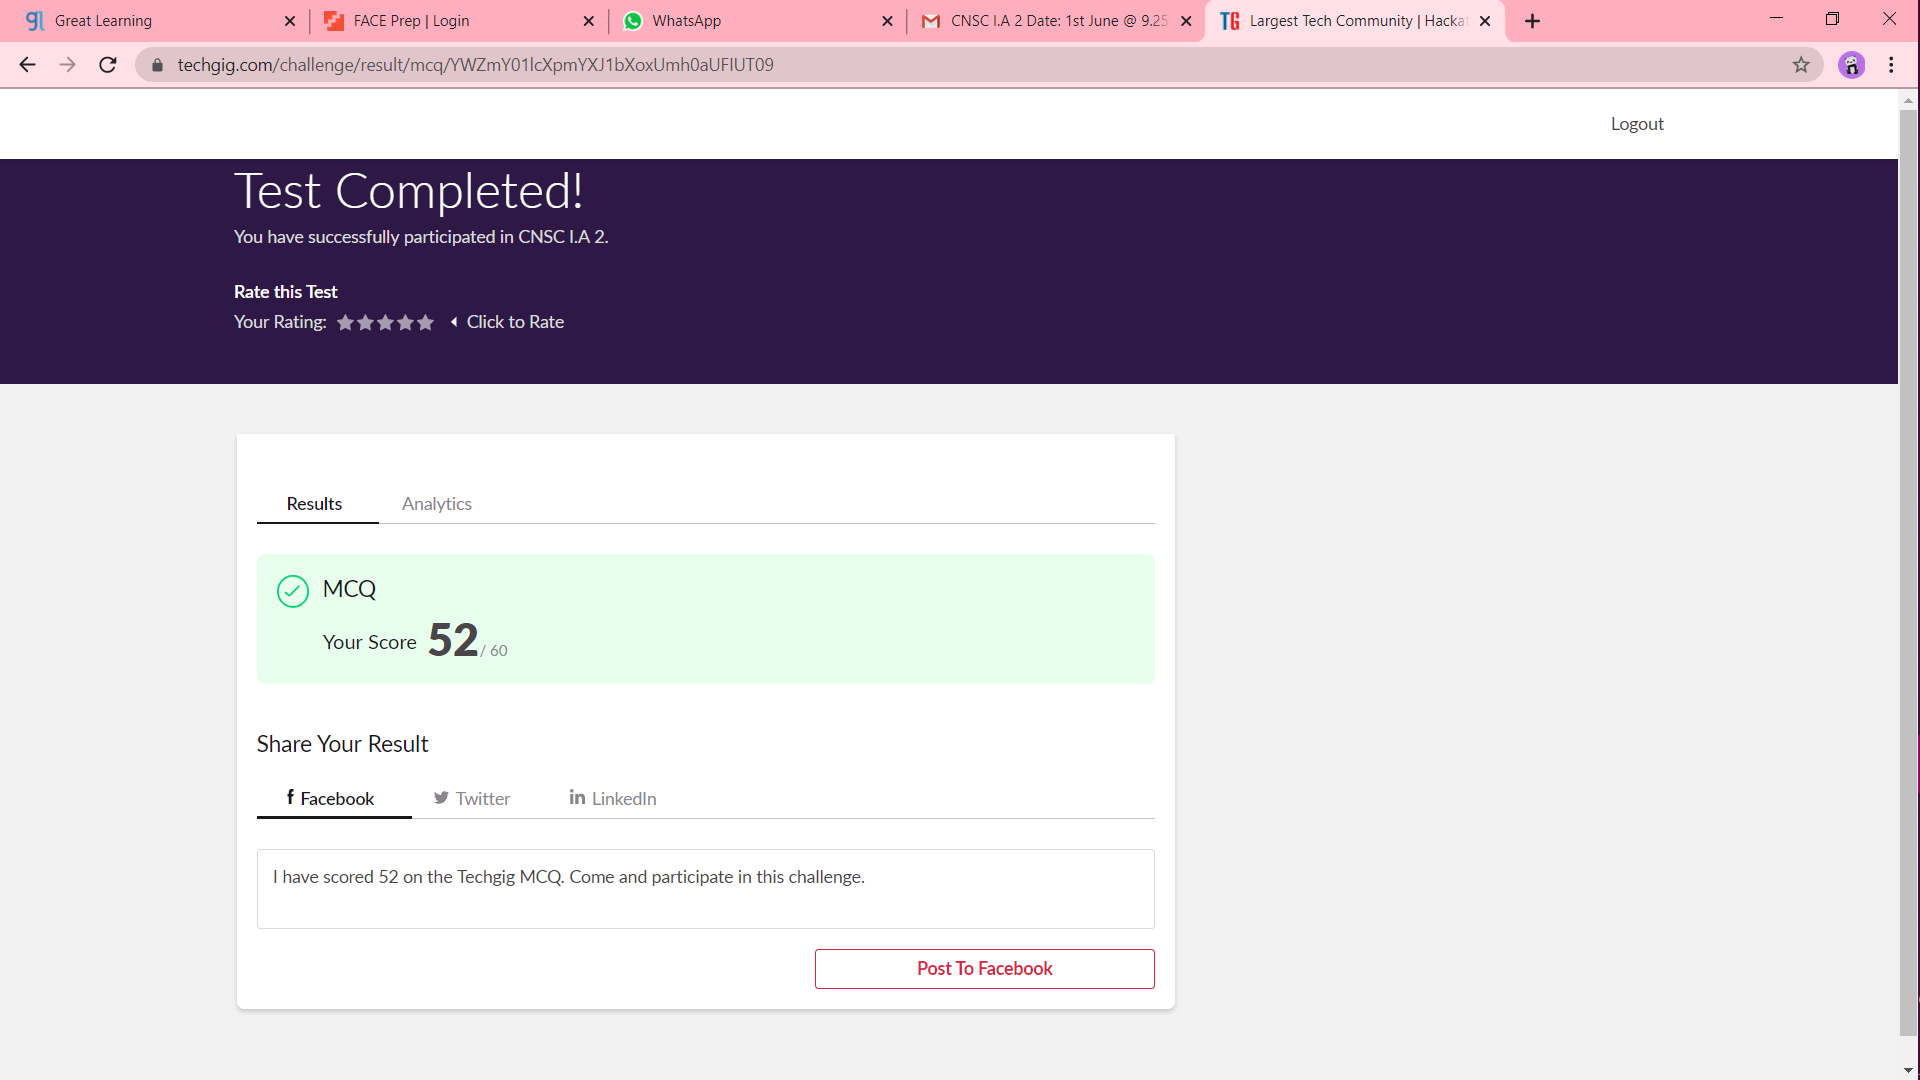 Great Learning
FACE Prep | Login
WhatsApp
CNSC I.A 2 Date: 1st June @ 9.25
Largest Tech Community | Hacka
techgig.com/challenge/result/mcq/YWZmY01lcXpmYXJ1bXoxUmh0aUFIUT09
Logout
Test Completed!
You have successfully participated in CNSC I.A 2.
Rate this Test
Your Rating: Click to Rate
Results Analytics
MCQ
Your Score 52 / 60
Share Your Result
Facebook Twitter LinkedIn
I have scored 52 on the Techgig MCQ. Come and participate in this challenge.
Post To Facebook